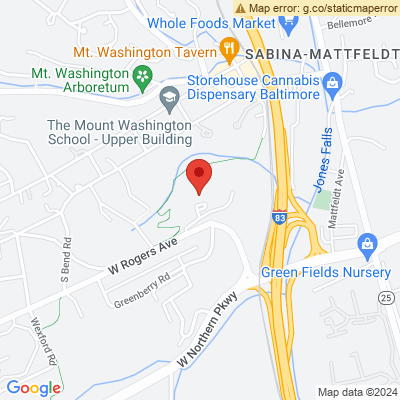 Map error: g.co/staticmaperror
Whole Foods Market
Bellemore
Mt. Washington Tavern
SABINA-MATTFELDT
Mt. Washington
Arboretum
Storehouse Cannabis
Dispensary Baltimore
The Mount Washington
School - Upper Building
Jones Falls
Mattfeldt Ave
83
W Rogers Ave
S Bend Rd
Green Fields Nursery
Greenberry Rd
25
W Northern Pkwy
Wexford Rd
Google
Map data ©2024